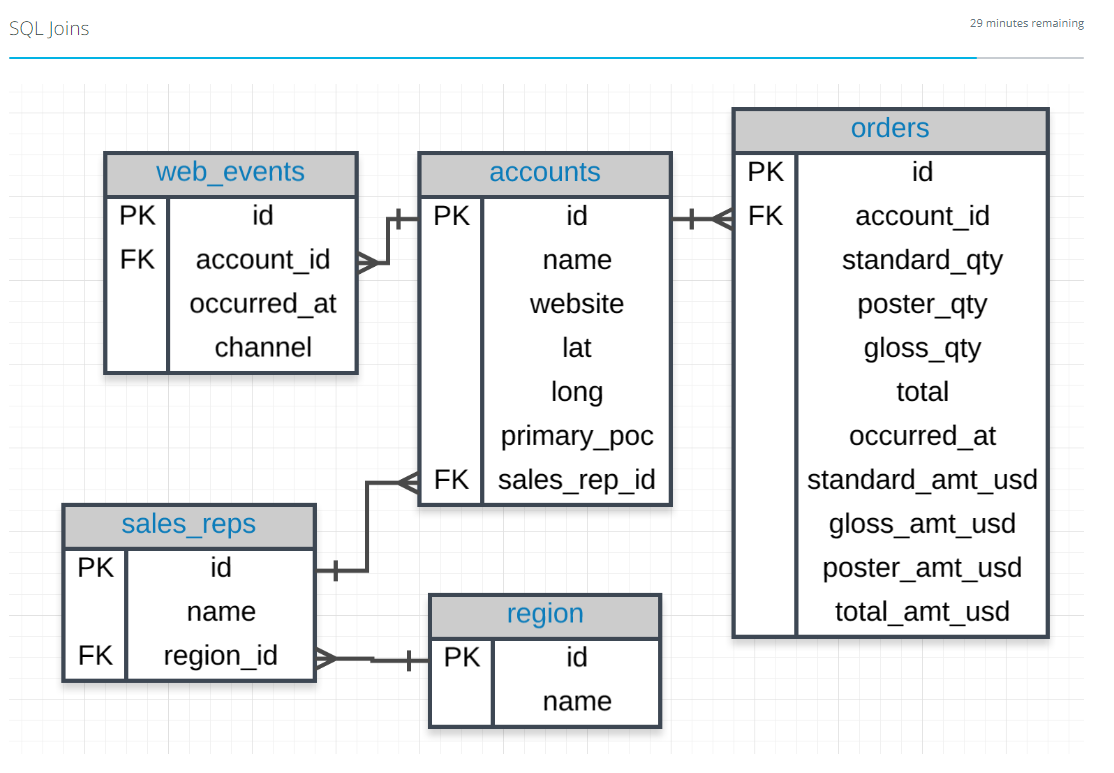 SQL Joins
29 minutes remaining
web_events
PK id
FK account_id
occurred_at
channel
accounts
PK id
name
website
lat
long
primary_poc
FK sales_rep_id
orders
PK id
FK account_id
standard_qty
poster_qty
gloss_qty
total
occurred_at
standard_amt_usd
gloss_amt_usd
poster_amt_usd
total_amt_usd
sales_reps
PK id
name
FK region_id
region
PK id
name